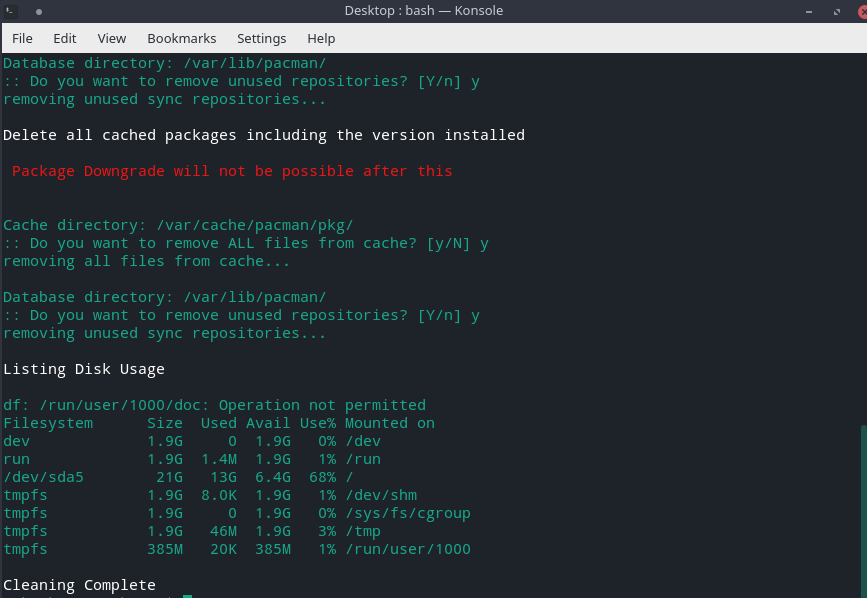 Desktop : bash — Konsole
File Edit View Bookmarks Settings Help
Database directory: /var/lib/pacman/
:: Do you want to remove unused repositories? [Y/n] y
removing unused sync repositories...
Delete all cached packages including the version installed
Package Downgrade will not be possible after this
Cache directory: /var/cache/pacman/pkg/
:: Do you want to remove ALL files from cache? [y/N] y
removing all files from cache...
Database directory: /var/lib/pacman/
:: Do you want to remove unused repositories? [Y/n] y
removing unused sync repositories...
Listing Disk Usage
df: /run/user/1000/doc: Operation not permitted
Filesystem      Size  Used Avail Use% Mounted on
dev             1.9G     0  1.9G   0% /dev
run             1.9G  1.4M  1.9G   1% /run
/dev/sda5        21G   13G  6.4G  68% /
tmpfs           1.9G  8.0K  1.9G   1% /dev/shm
tmpfs           1.9G     0  1.9G   0% /sys/fs/cgroup
tmpfs           1.9G   46M  1.9G   3% /tmp
tmpfs           385M   20K  385M   1% /run/user/1000
Cleaning Complete